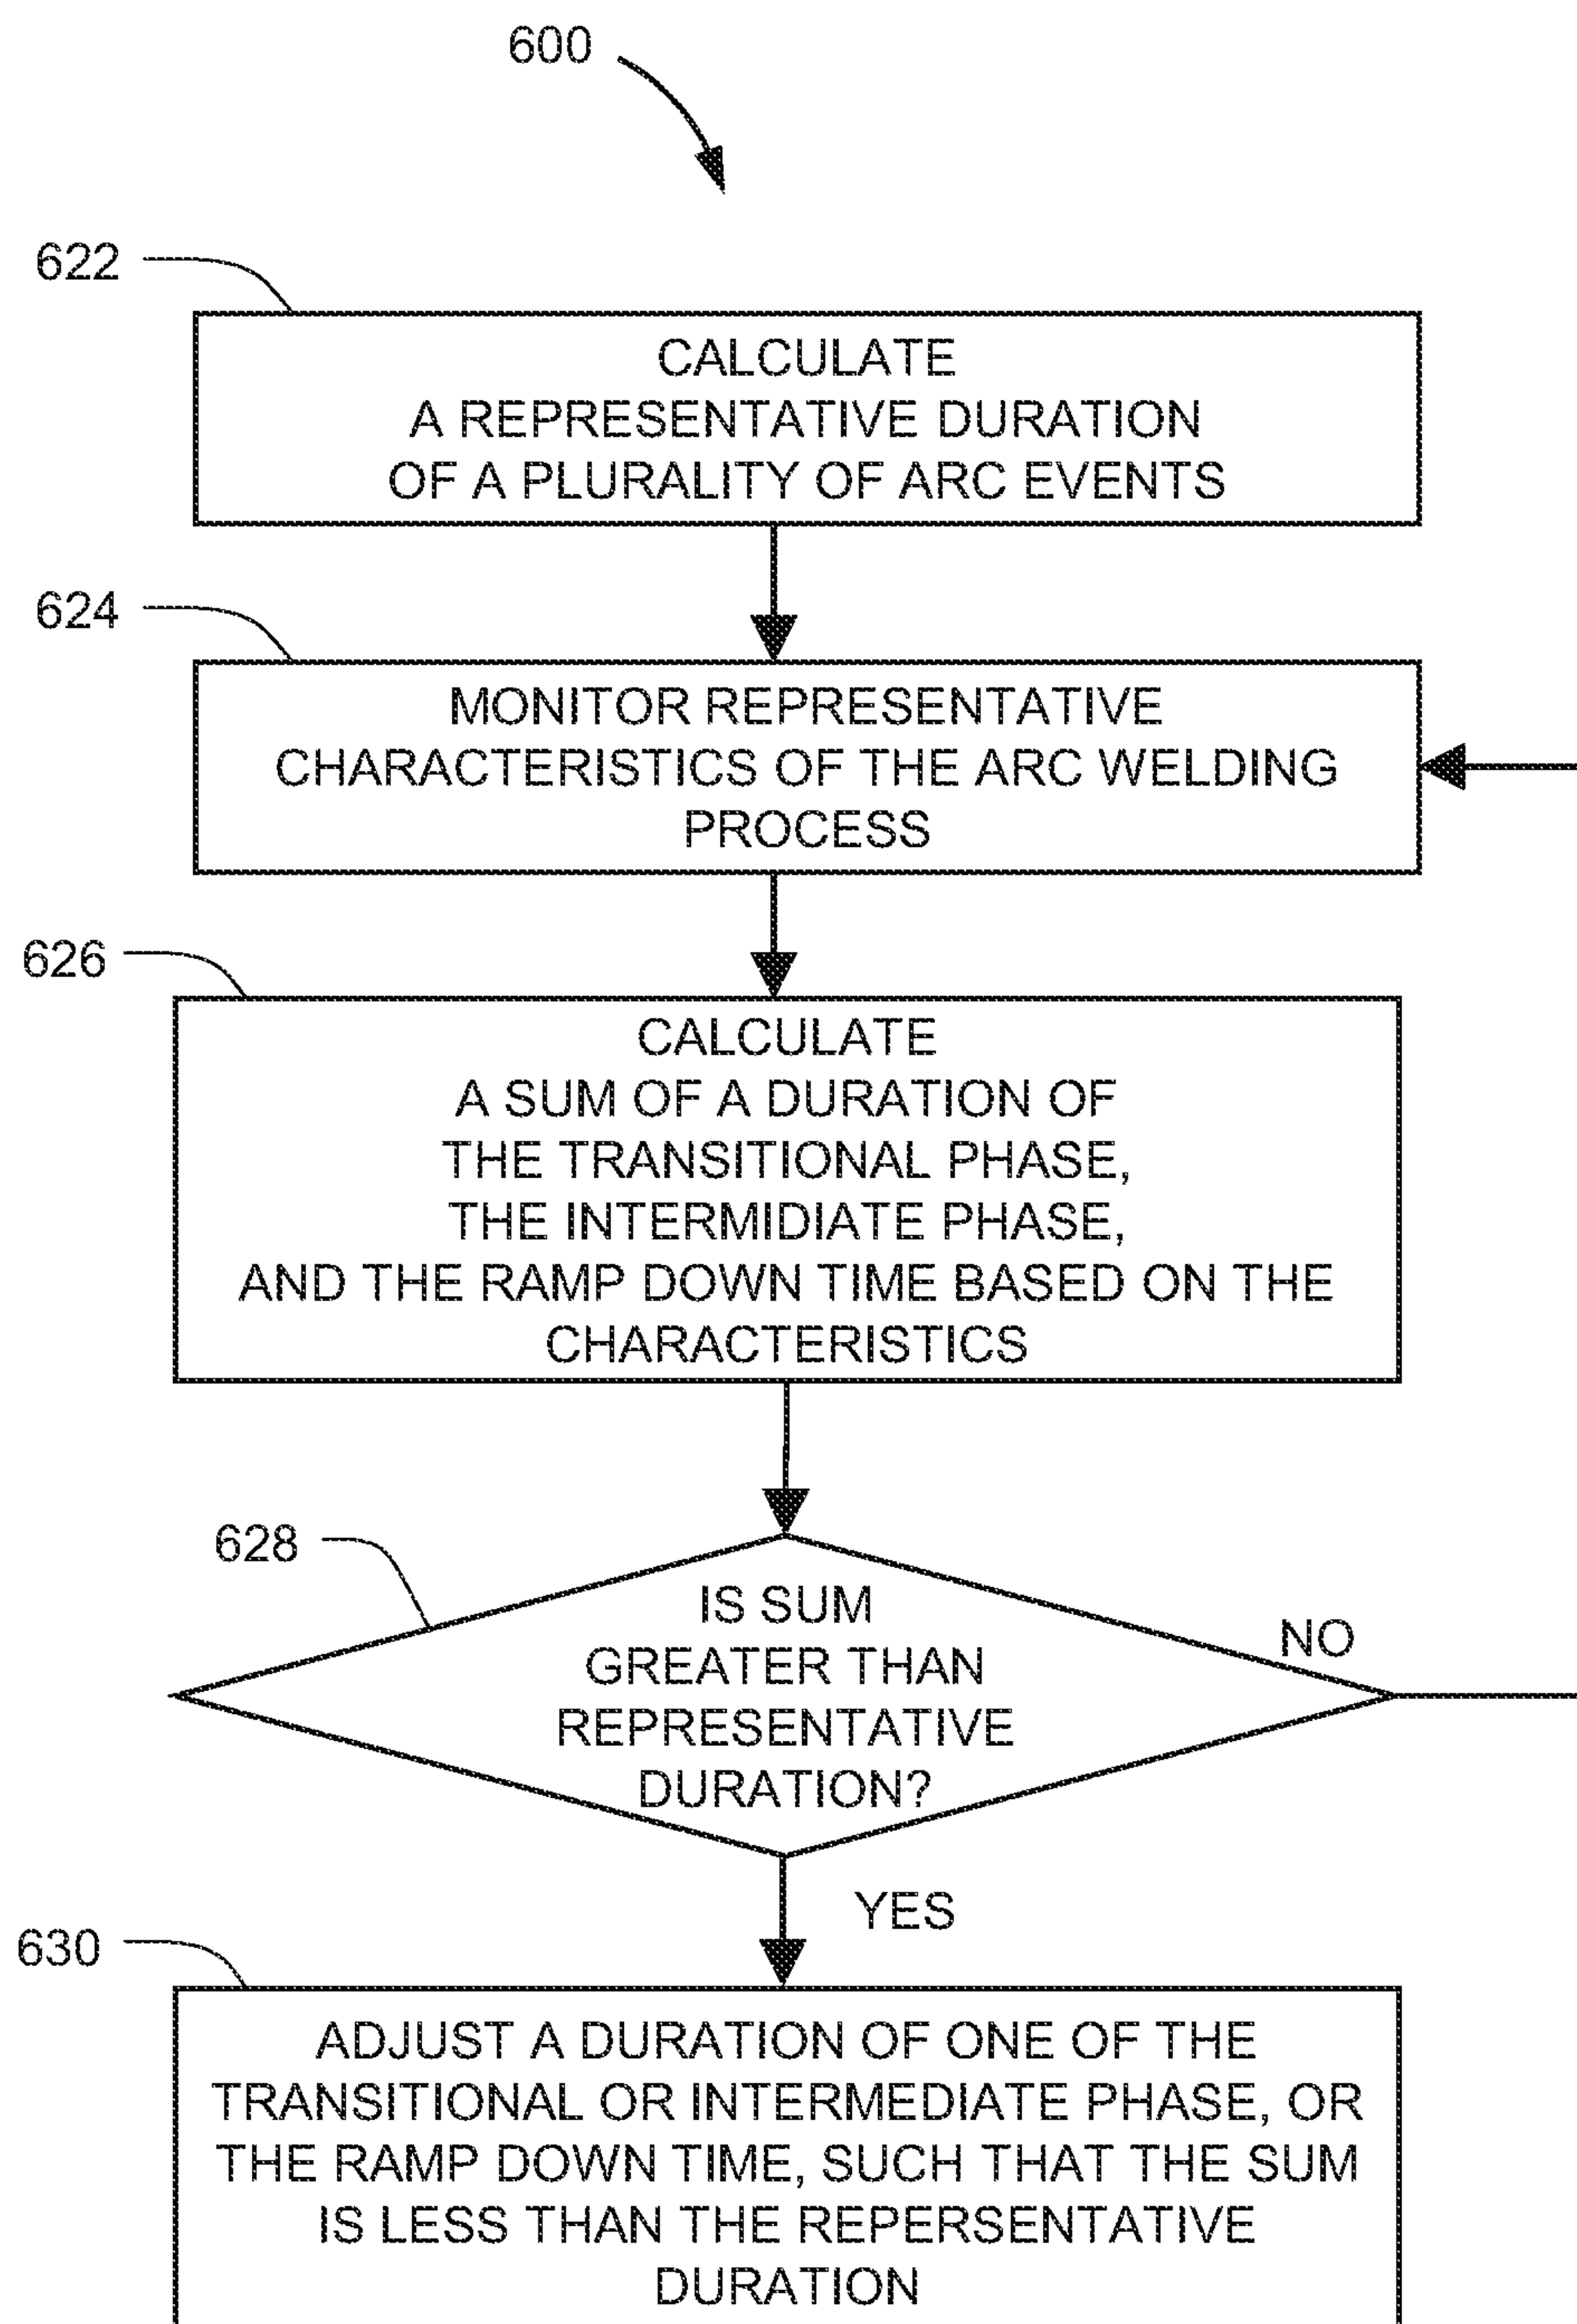 600
622
CALCULATE
A REPRESENTATIVE DURATION
OF A PLURALITY OF ARC EVENTS
624
MONITOR REPRESENTATIVE
CHARACTERISTICS OF THE ARC WELDING
PROCESS
626
CALCULATE
A SUM OF A DURATION OF
THE TRANSITIONAL PHASE,
THE INTERMIDIATE PHASE,
AND THE RAMP DOWN TIME BASED ON THE
CHARACTERISTICS
628
IS SUM
GREATER THAN
REPRESENTATIVE
DURATION?
NO
YES
630
ADJUST A DURATION OF ONE OF THE
TRANSITIONAL OR INTERMEDIATE PHASE, OR
THE RAMP DOWN TIME, SUCH THAT THE SUM
IS LESS THAN THE REPERSENTATIVE
DURATION